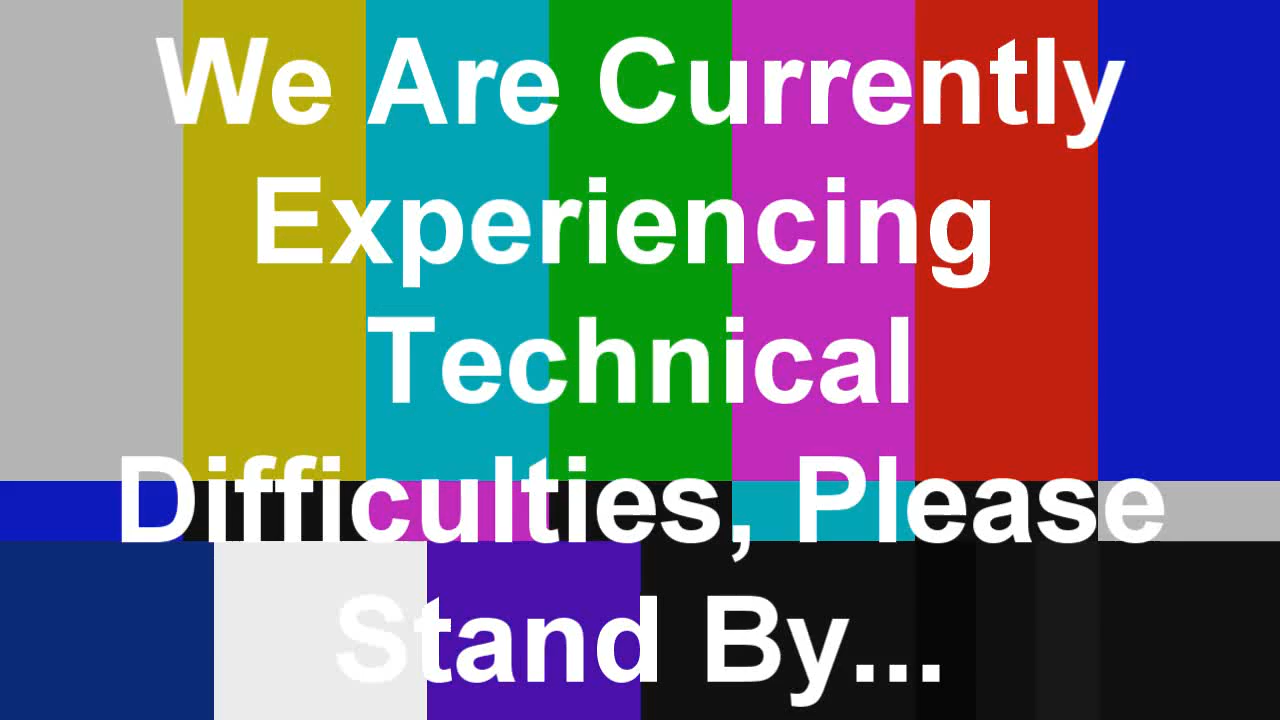 We Are Currently
Experiencing
Technical
Difficulties, Please
Stand By...